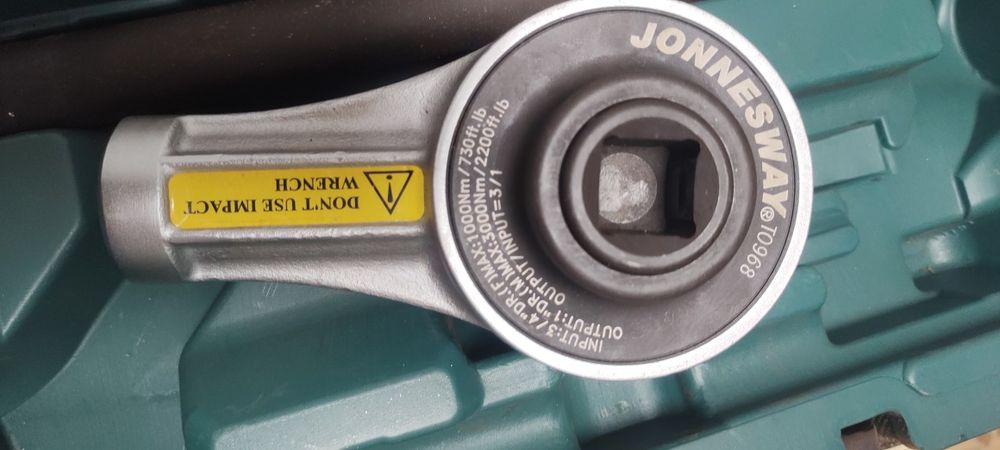 JONNESWAY® T0968
INPUT:3/4"DR.(F)MAX:1000Nm/730ft.lb
OUTPUT:1"DR.(M)MAX:3000Nm/2200ft.lb
OUTPUT/INPUT=3/1
DON'T USE IMPACT
WRENCH